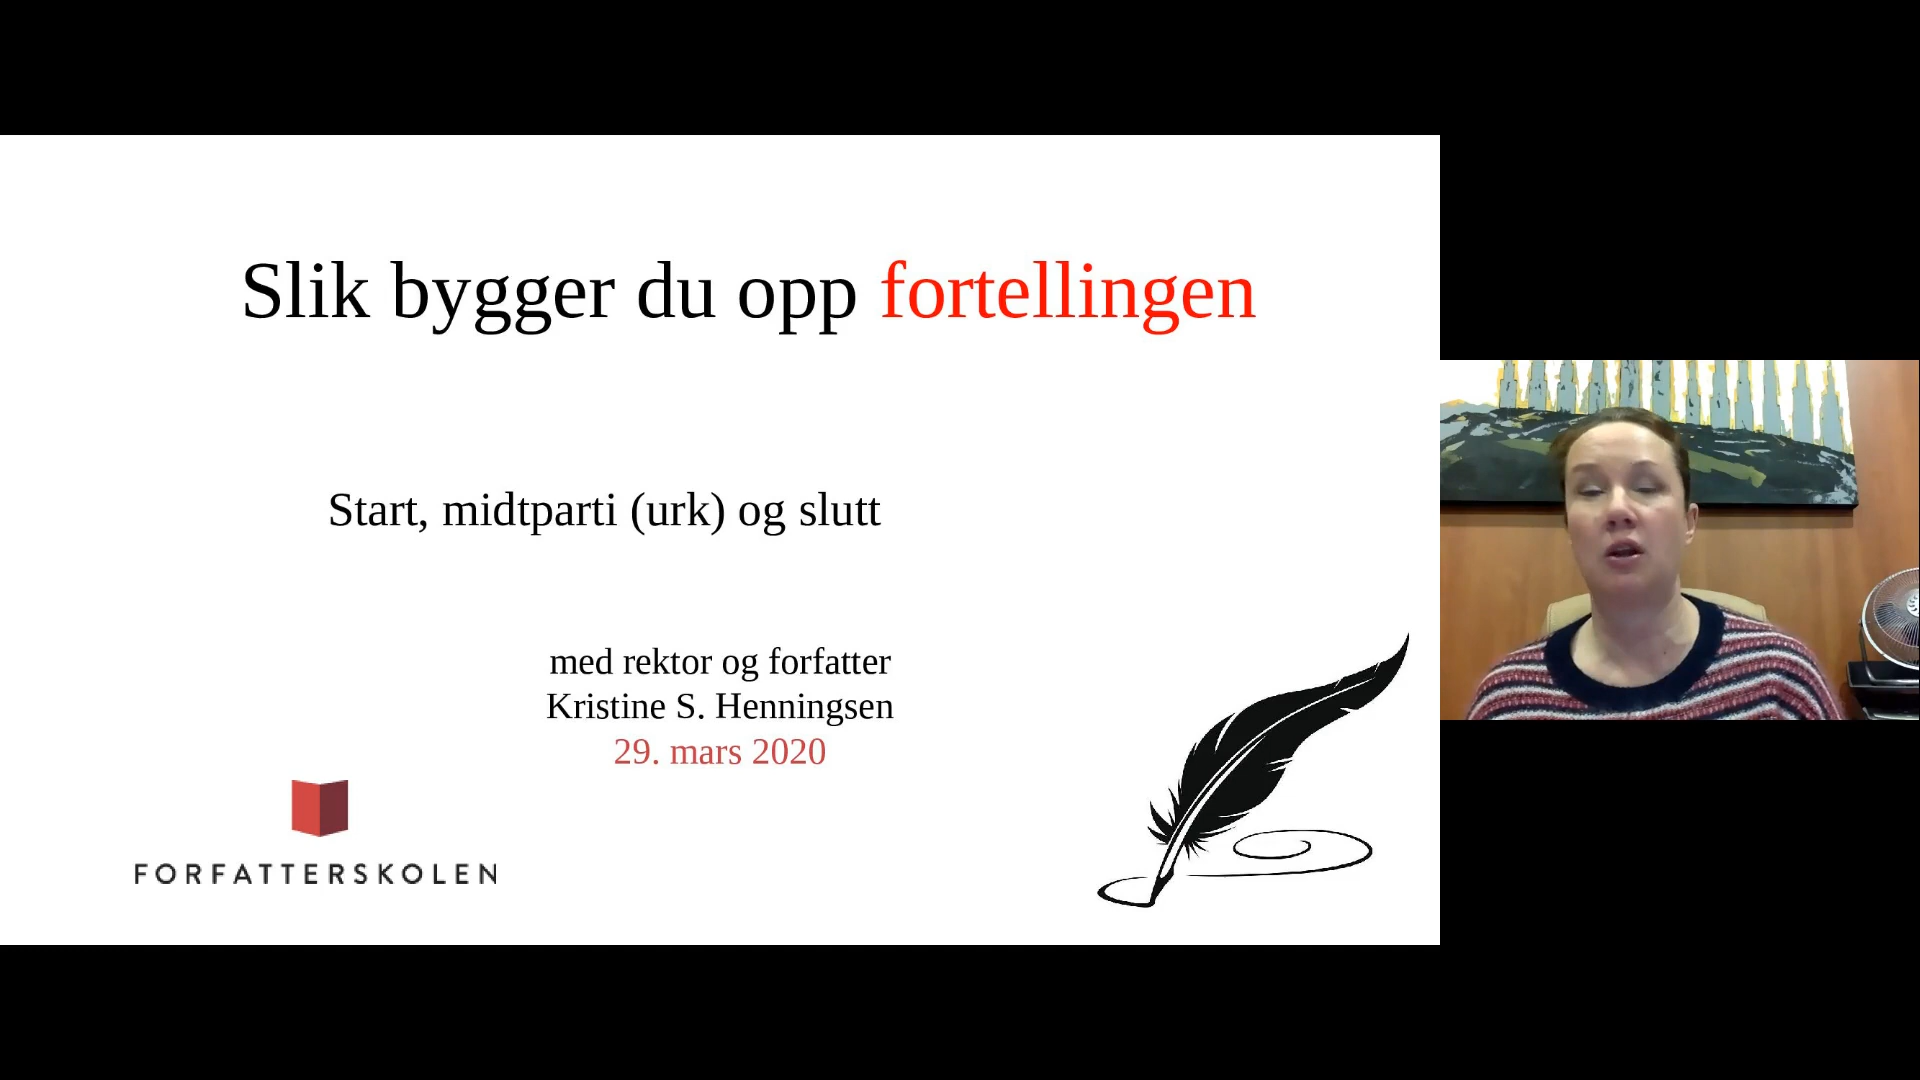 Slik bygger du opp fortellingen
Start, midtparti (urk) og slutt
med rektor og forfatter
Kristine S. Henningsen
29. mars 2020
FORFATTERSKOLEN